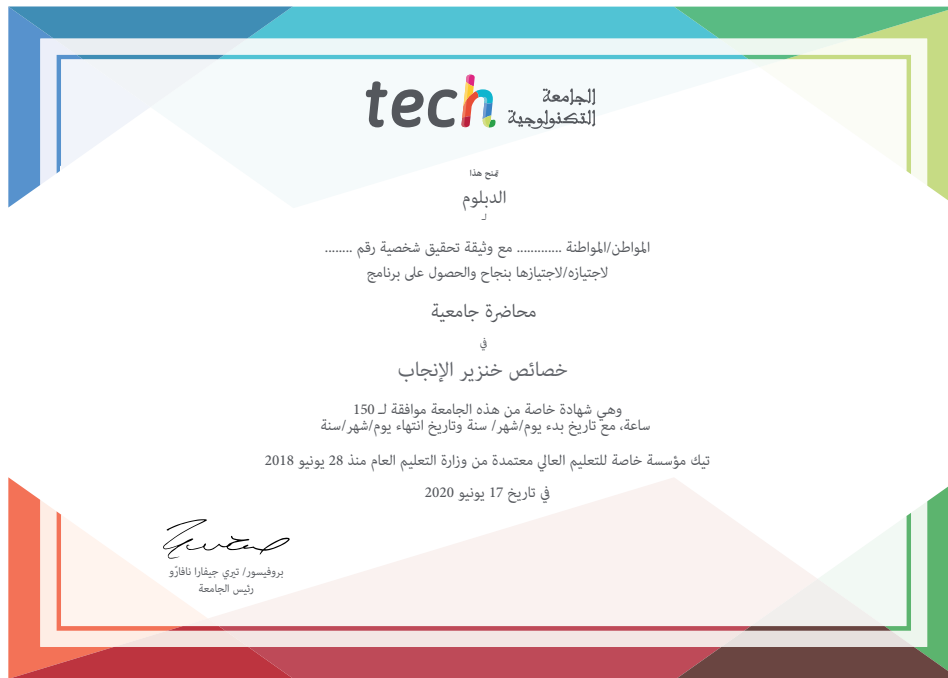 tech الجامعة
التكنولوجية
تمنح هذا
الدبلوم
لـ
المواطن/المواطنة ............. مع وثيقة تحقيق شخصية رقم ........
لاجتيازه/لاجتيازها بنجاح والحصول على برنامج
محاضرة جامعية
في
خصائص خنزير الإنجاب
وهي شهادة خاصة من هذه الجامعة موافقة لـ 150
ساعة، مع تاريخ بدء يوم/شهر/ سنة وتاريخ انتهاء يوم/شهر/سنة
تيك مؤسسة خاصة للتعليم العالي معتمدة من وزارة التعليم العام منذ 28 يونيو 2018
في تاريخ 17 يونيو 2020
بروفيسور/ تيري جيفارا نافارّو
رئيس الجامعة